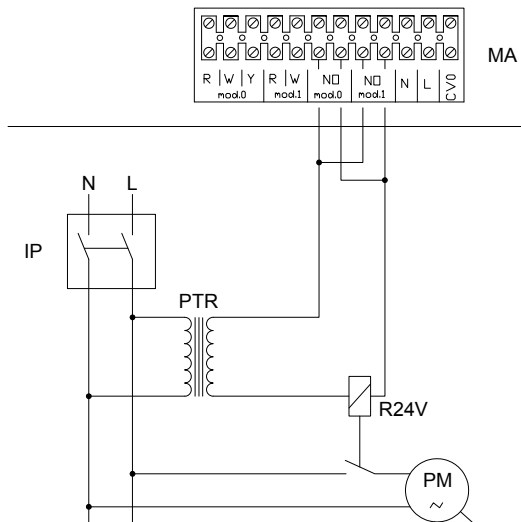 MA
R W Y R W NO NO N L CV0
mod.0 mod.1 mod.0 mod.1
N L
IP
PTR
R24V
PM
~